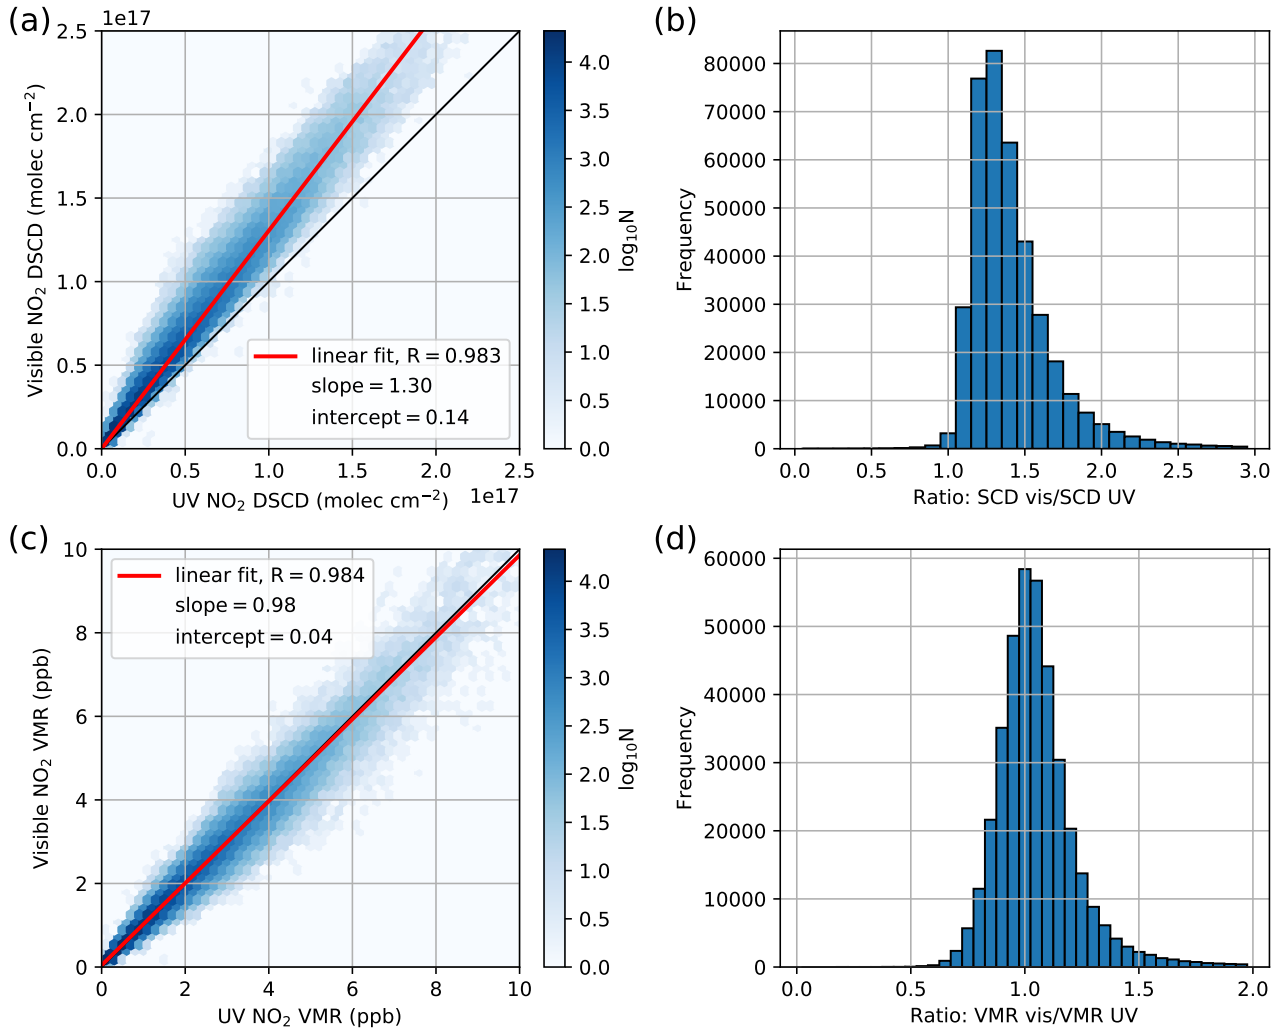 (a)
1e17
2.5
2.0
1.5
1.0
0.5
0.0
Visible NO₂ DSCD (molec cm⁻²)
linear fit, R = 0.983
slope = 1.30
intercept = 0.14
0.0 0.5 1.0 1.5 2.0 2.5
UV NO₂ DSCD (molec cm⁻²)
1e17
4.0
3.5
3.0
2.5
2.0
1.5
1.0
0.5
0.0
log₁₀N
(b)
80000
70000
60000
50000
40000
30000
20000
10000
0
Frequency
0.0 0.5 1.0 1.5 2.0 2.5 3.0
Ratio: SCD vis/SCD UV
(c)
10
8
6
4
2
0
Visible NO₂ VMR (ppb)
linear fit, R = 0.984
slope = 0.98
intercept = 0.04
0 2 4 6 8 10
UV NO₂ VMR (ppb)
4.0
3.5
3.0
2.5
2.0
1.5
1.0
0.5
0.0
log₁₀N
(d)
60000
50000
40000
30000
20000
10000
0
Frequency
0.0 0.5 1.0 1.5 2.0
Ratio: VMR vis/VMR UV